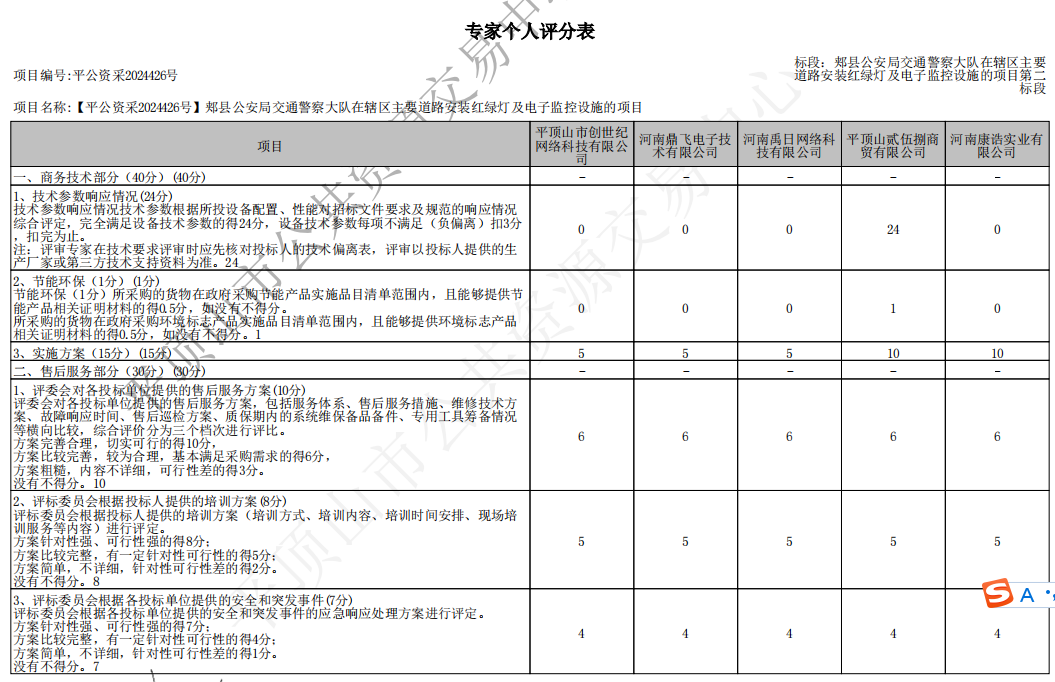 专家个人评分表
标段：郏县公安局交通警察大队在辖区主要
道路安装红绿灯及电子监控设施的项目第二
标段
项目编号:平公资采2024426号
项目名称:【平公资采2024426号】郏县公安局交通警察大队在辖区主要道路安装红绿灯及电子监控设施的项目
项目
平顶山市创世纪
网络科技有限公
司
河南鼎飞电子技
术有限公司
河南禹日网络科
技有限公司
平顶山贰伍捌商
贸有限公司
河南康浩实业有
限公司
一、商务技术部分（40分）(40分)
— — — — —
1、技术参数响应情况(24分)
技术参数响应情况技术参数根据所投设备配置、性能对招标文件要求及规范的响应情况
综合评定，完全满足设备技术参数的得24分，设备技术参数每项不满足（负偏离）扣3分
，扣完为止。
注：评审专家在技术要求评审时应先核对投标人的技术偏离表，评审以投标人提供的生
产厂家或第三方技术支持资料为准。24
0 0 0 24 0
2、节能环保（1分）(1分)
节能环保（1分）所采购的货物在政府采购节能产品实施品目清单范围内，且能够提供节
能产品相关证明材料的得0.5分，如没有不得分。
所采购的货物在政府采购环境标志产品实施品目清单范围内，且能够提供环境标志产品
相关证明材料的得0.5分，如没有不得分。1
0 0 0 1 0
3、实施方案（15分）(15分)
5 5 5 10 10
二、售后服务部分（30分）(30分)
— — — — —
1、评委会对各投标单位提供的售后服务方案(10分)
评委会对各投标单位提供的售后服务方案，包括服务体系、售后服务措施、维修技术方
案、故障响应时间、售后巡检方案、质保期内的系统维保备品备件、专用工具筹备情况
等横向比较，综合评价分为三个档次进行评比。
方案完善合理，切实可行的得10分，
方案比较完善，较为合理，基本满足采购需求的得6分，
方案粗糙，内容不详细，可行性差的得3分。
没有不得分。10
6 6 6 6 6
2、评标委员会根据投标人提供的培训方案(8分)
评标委员会根据投标人提供的培训方案（培训方式、培训内容、培训时间安排、现场培
训服务等内容）进行评定。
方案针对性强、可行性强的得8分；
方案比较完整，有一定针对性可行性的得5分；
方案简单，不详细，针对性可行性差的得2分。
没有不得分。8
5 5 5 5 5
3、评标委员会根据各投标单位提供的安全和突发事件(7分)
评标委员会根据各投标单位提供的安全和突发事件的应急响应处理方案进行评定。
方案针对性强、可行性强的得7分；
方案比较完整，有一定针对性可行性的得4分；
方案简单，不详细，针对性可行性差的得1分。
没有不得分。7
4 4 4 4 4
平顶山市公共资源交易中心
平顶山市公共资源交易中心
S A